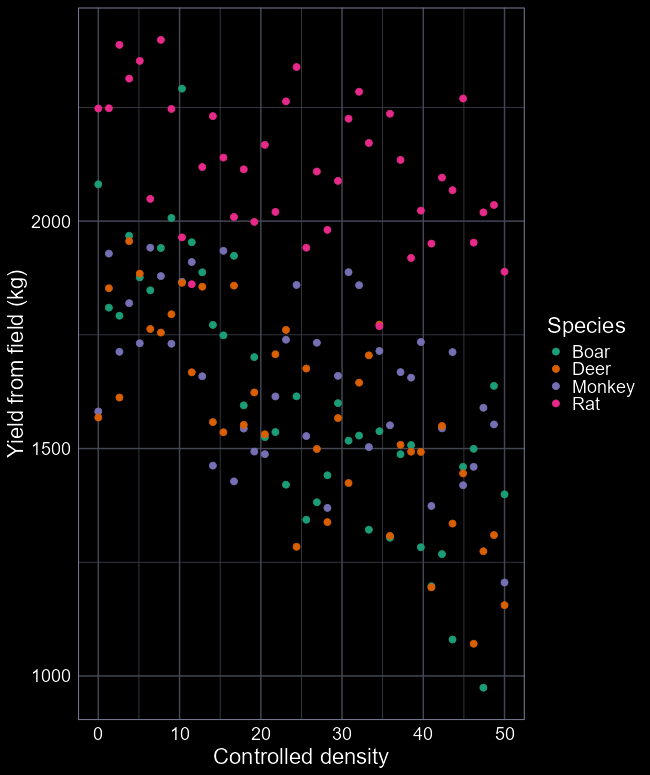 Yield from field (kg)
2000
1500
1000
0 10 20 30 40 50
Controlled density
Species
Boar
Deer
Monkey
Rat